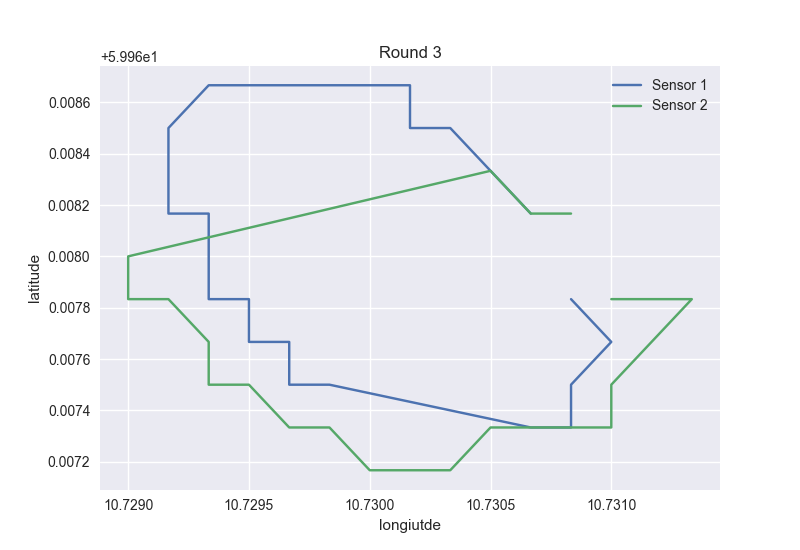 Round 3
+5.996e1
Sensor 1
Sensor 2
0.0086
0.0084
0.0082
0.0080
0.0078
0.0076
0.0074
0.0072
latitude
10.7290 10.7295 10.7300 10.7305 10.7310
longiutde